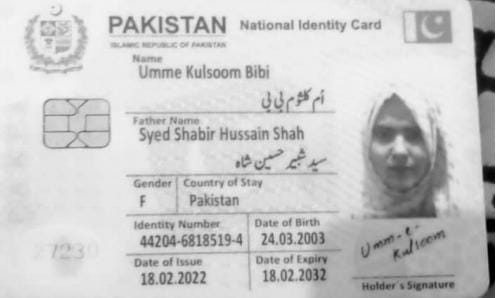 PAKISTAN National Identity Card
ISLAMIC REPUBLIC OF PAKISTAN
Name
Umme Kulsoom Bibi
اُم کلثوم بی بی
Father Name
Syed Shabir Hussain Shah
سید شبیر حسین شاہ
Gender Country of Stay
F Pakistan
Identity Number Date of Birth
44204-6818519-4 24.03.2003
Date of Issue Date of Expiry
18.02.2022 18.02.2032
Umm-e-
Kulsoom
Holder's Signature